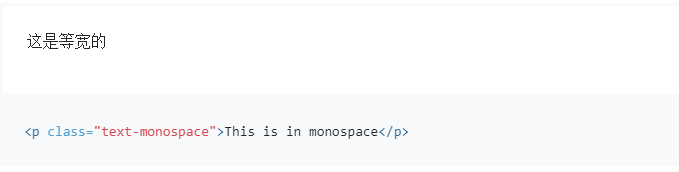 这是等宽的
<p class="text-monospace">This is in monospace</p>